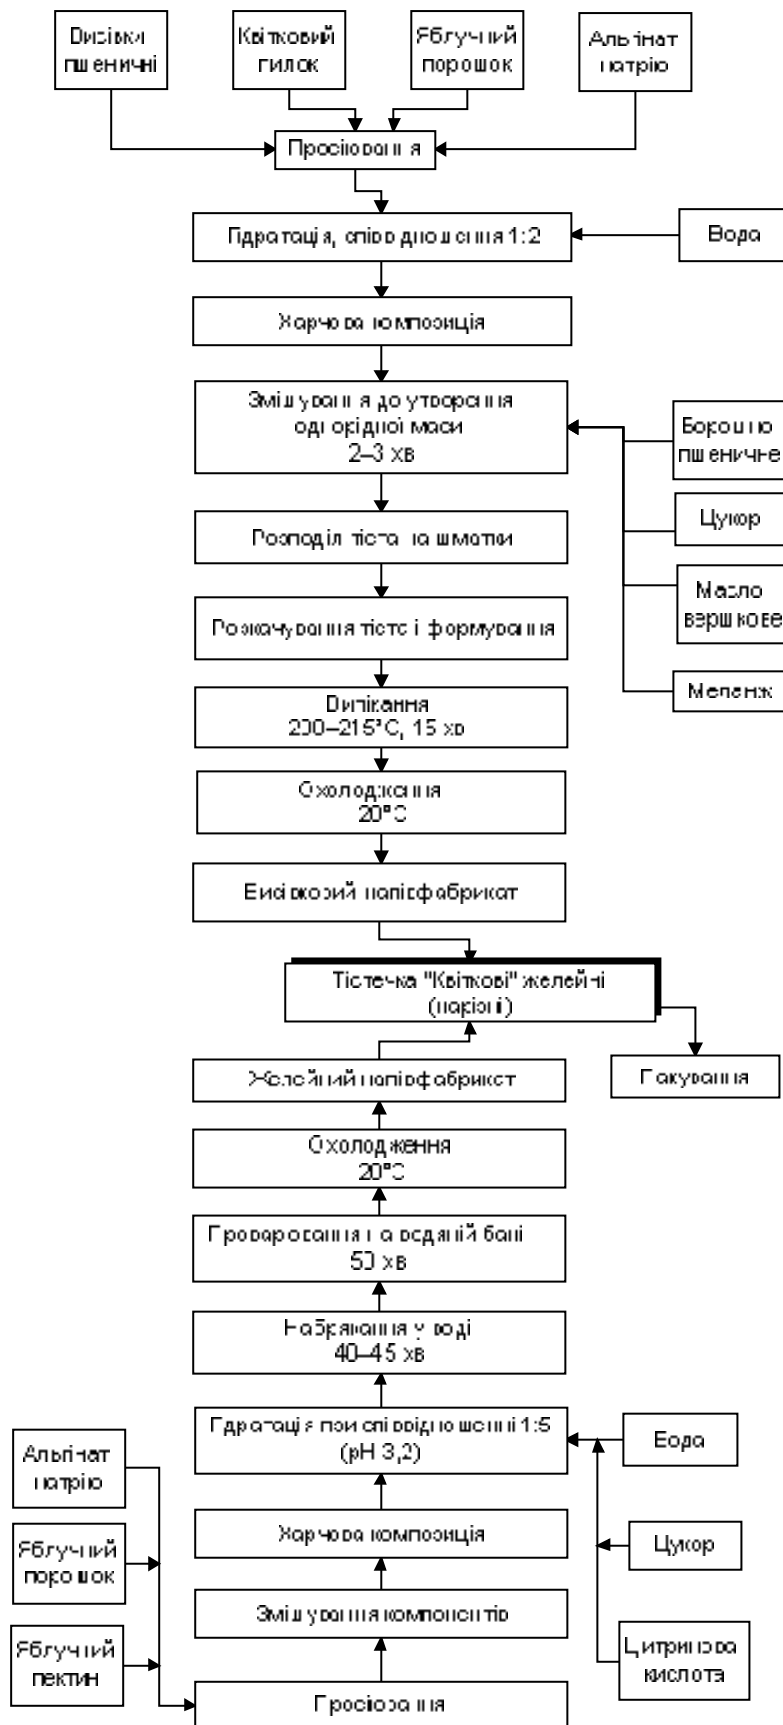 Висівки
пшеничні
Квітковий
пилок
Яблучний
порошок
Альгінат
натрію
Просіювання
Гідратація, співвідношення 1:2
Вода
Харчова композиція
Змішування до утворення
однорідної маси
2–3 хв
Борошно
пшеничне
Цукор
Розподіл тіста на шматки
Масло
вершкове
Розкачування тіста і формування
Меланж
Випікання
200–215°С, 15 хв
Охолодження
20°С
Висівковий напівфабрикат
Тістечка "Квіткові" желейні
(нарізні)
Желейний напівфабрикат
Пакування
Охолодження
20°С
Проварювання на водяній бані
50 хв
Набрякання у воді
40–45 хв
Гідратація при співвідношенні 1:5
(рН 3,2)
Вода
Альгінат
натрію
Харчова композиція
Цукор
Яблучний
порошок
Змішування компонентів
Яблучний
пектин
Цитринова
кислота
Просіювання